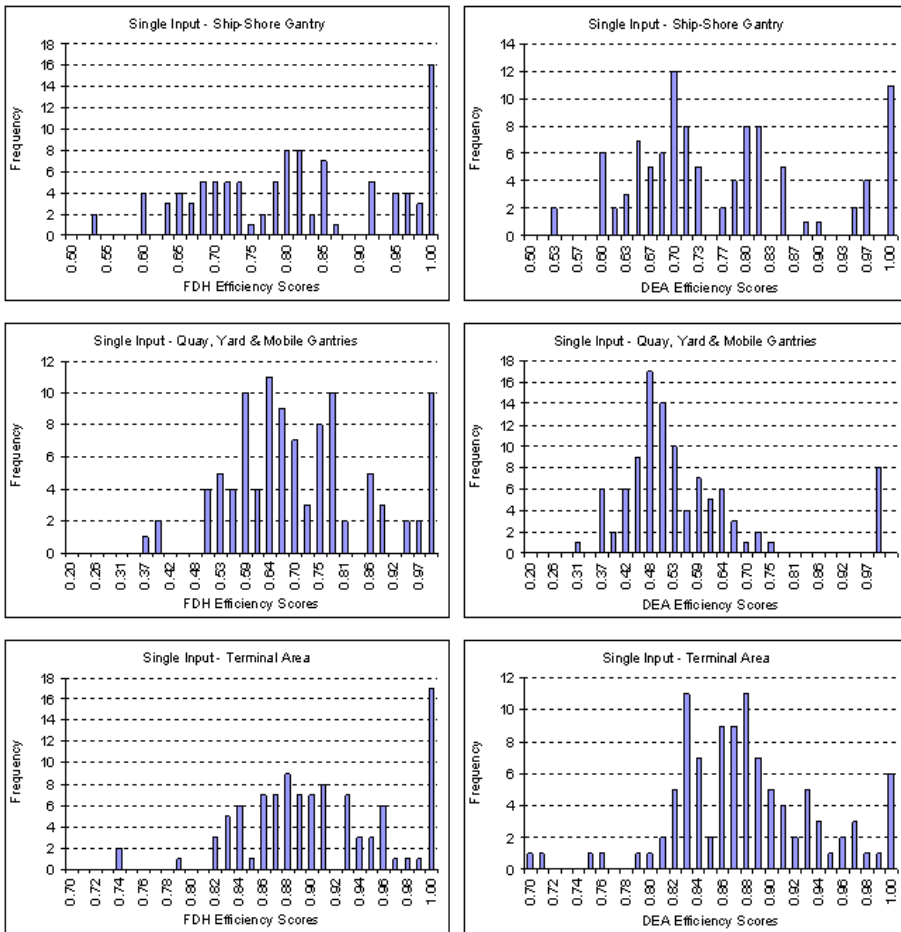 Single Input - Ship-Shore Gantry
Frequency
18
16
14
12
10
8
6
4
2
0
0.50 0.55 0.60 0.65 0.70 0.75 0.80 0.85 0.90 0.95 1.00
FDH Efficiency Scores
Single Input - Ship-Shore Gantry
Frequency
14
12
10
8
6
4
2
0
0.50 0.53 0.57 0.60 0.63 0.67 0.70 0.73 0.77 0.80 0.83 0.87 0.90 0.93 0.97 1.00
DEA Efficiency Scores
Single Input - Quay, Yard & Mobile Gantries
Frequency
12
10
8
6
4
2
0
0.20 0.26 0.31 0.37 0.42 0.48 0.53 0.59 0.64 0.70 0.75 0.81 0.86 0.92 0.97
FDH Efficiency Scores
Single Input - Quay, Yard & Mobile Gantries
Frequency
18
16
14
12
10
8
6
4
2
0
0.20 0.26 0.31 0.37 0.42 0.48 0.53 0.59 0.64 0.70 0.75 0.81 0.86 0.92 0.97
DEA Efficiency Scores
Single Input - Terminal Area
Frequency
18
16
14
12
10
8
6
4
2
0
0.70 0.72 0.74 0.76 0.78 0.80 0.82 0.84 0.86 0.88 0.90 0.92 0.94 0.96 0.98 1.00
FDH Efficiency Scores
Single Input - Terminal Area
Frequency
12
10
8
6
4
2
0
0.70 0.72 0.74 0.76 0.78 0.80 0.82 0.84 0.86 0.88 0.90 0.92 0.94 0.96 0.98 1.00
DEA Efficiency Scores